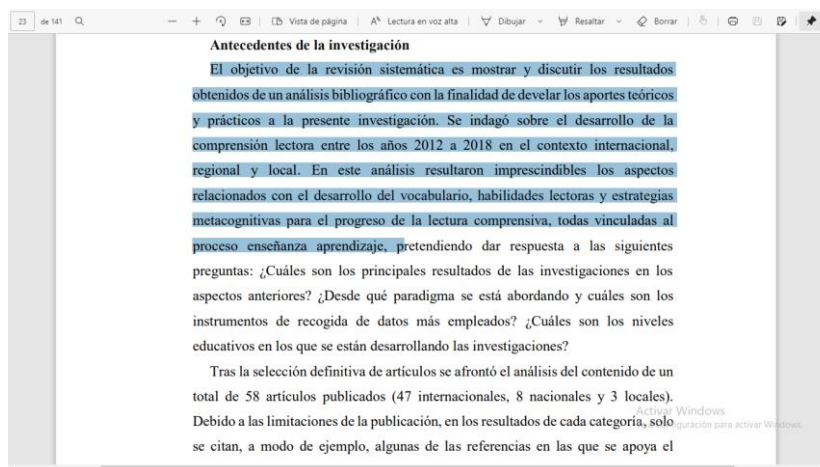 23 de 141 Vista de página Lectura en voz alta Dibujar Resaltar Borrar
Antecedentes de la investigación
El objetivo de la revisión sistemática es mostrar y discutir los resultados
obtenidos de un análisis bibliográfico con la finalidad de develar los aportes teóricos
y prácticos a la presente investigación. Se indagó sobre el desarrollo de la
comprensión lectora entre los años 2012 a 2018 en el contexto internacional,
regional y local. En este análisis resultaron imprescindibles los aspectos
relacionados con el desarrollo del vocabulario, habilidades lectoras y estrategias
metacognitivas para el progreso de la lectura comprensiva, todas vinculadas al
proceso enseñanza aprendizaje, pretendiendo dar respuesta a las siguientes
preguntas: ¿Cuáles son los principales resultados de las investigaciones en los
aspectos anteriores? ¿Desde qué paradigma se está abordando y cuáles son los
instrumentos de recogida de datos más empleados? ¿Cuáles son los niveles
educativos en los que se están desarrollando las investigaciones?
Tras la selección definitiva de artículos se afrontó el análisis del contenido de un
total de 58 artículos publicados (47 internacionales, 8 nacionales y 3 locales).
Debido a las limitaciones de la publicación, en los resultados de cada categoría, solo
se citan, a modo de ejemplo, algunas de las referencias en las que se apoya el
Activar Windows
para activar Windows.